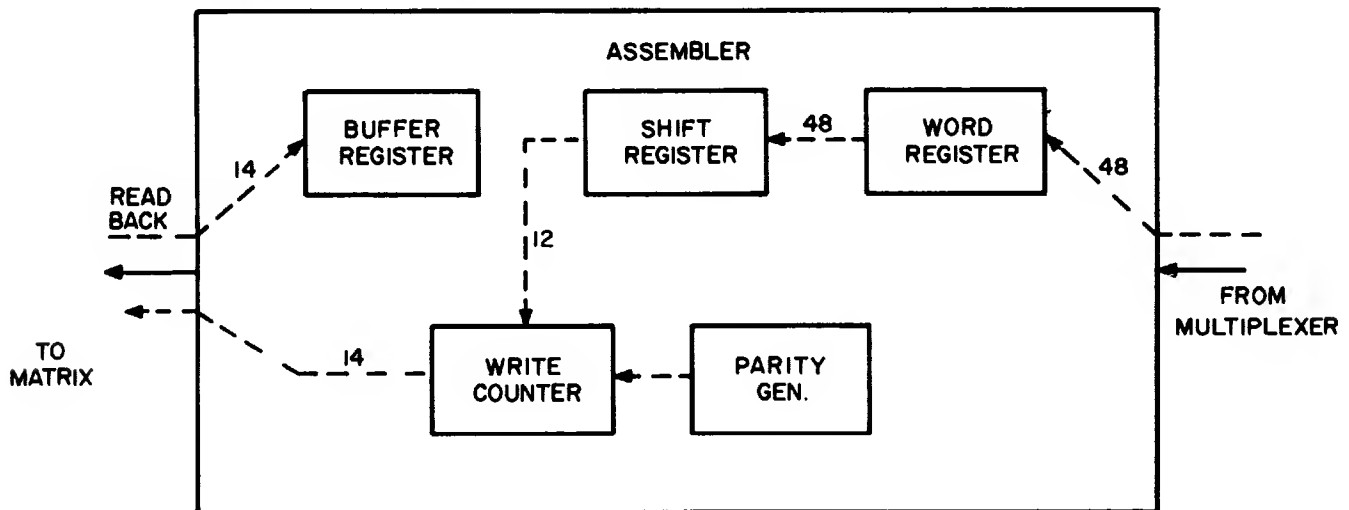 ASSEMBLER
BUFFER
REGISTER
SHIFT
REGISTER
48
WORD
REGISTER
48
14
READ
BACK
12
FROM
MULTIPLEXER
TO
MATRIX
14
WRITE
COUNTER
PARITY
GEN.